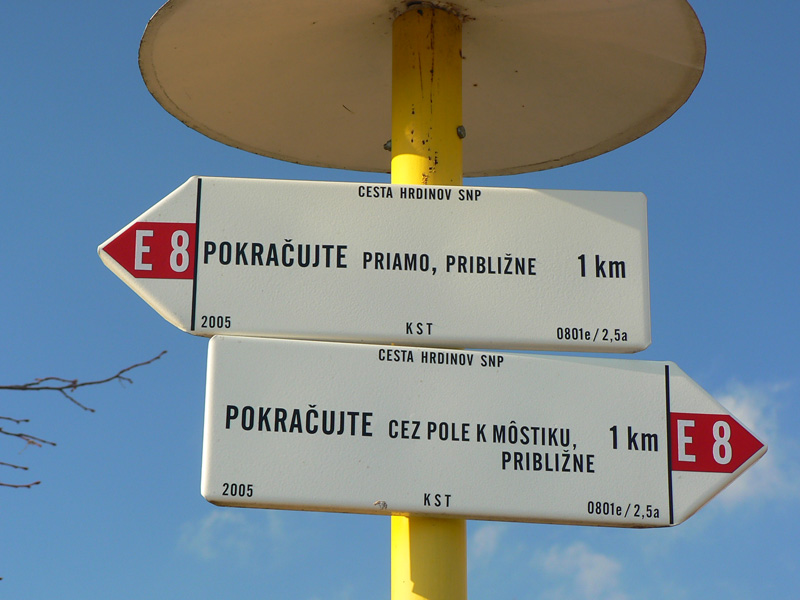 CESTA HRDINOV SNP
E 8 POKRAČUJTE PRIAMO, PRIBLIŽNE 1 km
2005 KST 0801e/2,5a
CESTA HRDINOV SNP
POKRAČUJTE CEZ POLE K MÔSTIKU, 1 km E 8
PRIBLIŽNE
2005 KST 0801e/2,5a